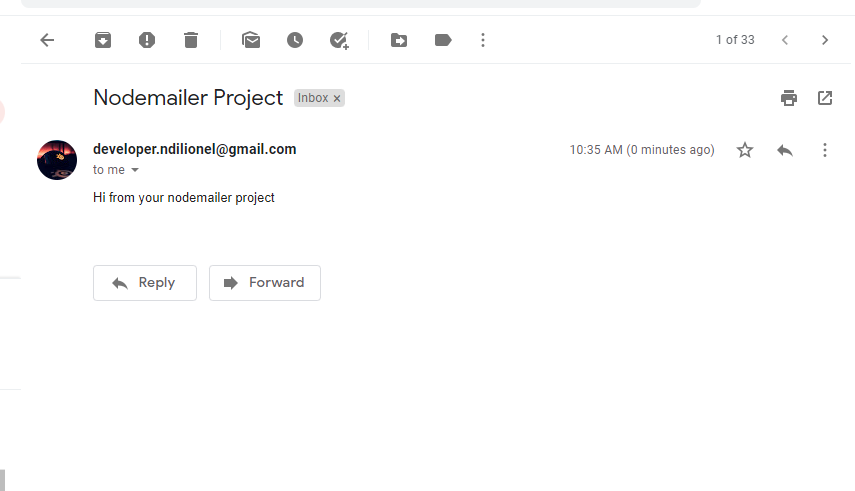 1 of 33
Nodemailer Project Inbox ×
developer.ndilionel@gmail.com 10:35 AM (0 minutes ago)
to me
Hi from your nodemailer project
Reply Forward